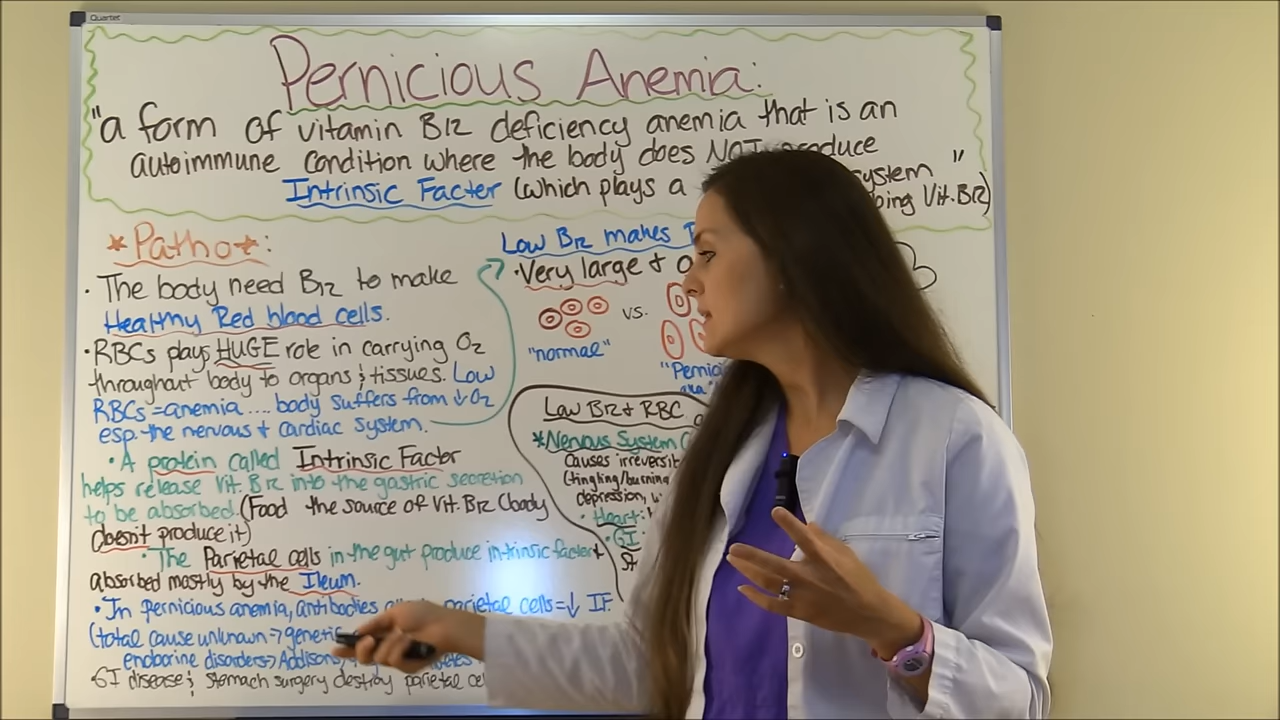 Quartet
Pernicious Anemia:
"a form of vitamin B12 deficiency anemia that is an
autoimmune condition where the body does NOT produce
Intrinsic Facter (which plays a system "
bing Vit. B12)
*Patho*:
· The body need B12 to make
Healthy Red blood cells.
· RBCs plays HUGE role in carrying O2
throughout body to organs & tissues. Low
RBCs = anemia .... body suffers from ↓ O2
esp. the nervous + cardiac system.
· A protein called Intrinsic Factor
helps release Vit. B12 into the gastric secretion
to be absorbed. (Food the source of Vit. B12 (body
doesn't produce it)
· The Parietal cells in the gut produce intrinsic factor +
absorbed mostly by the Ileum.
· In pernicious anemia, antibodies parietal cells = ↓ IF.
(total cause unknown →
endocrine disorders → Addisons,
GI disease & stomach surgery destroy parietal
Low B12 makes
· Very large +
vs.
"normal"
Low B12 + RBC
*Nervous System
Causes
(tingling/burning
depression,
· Heart:
· GI: